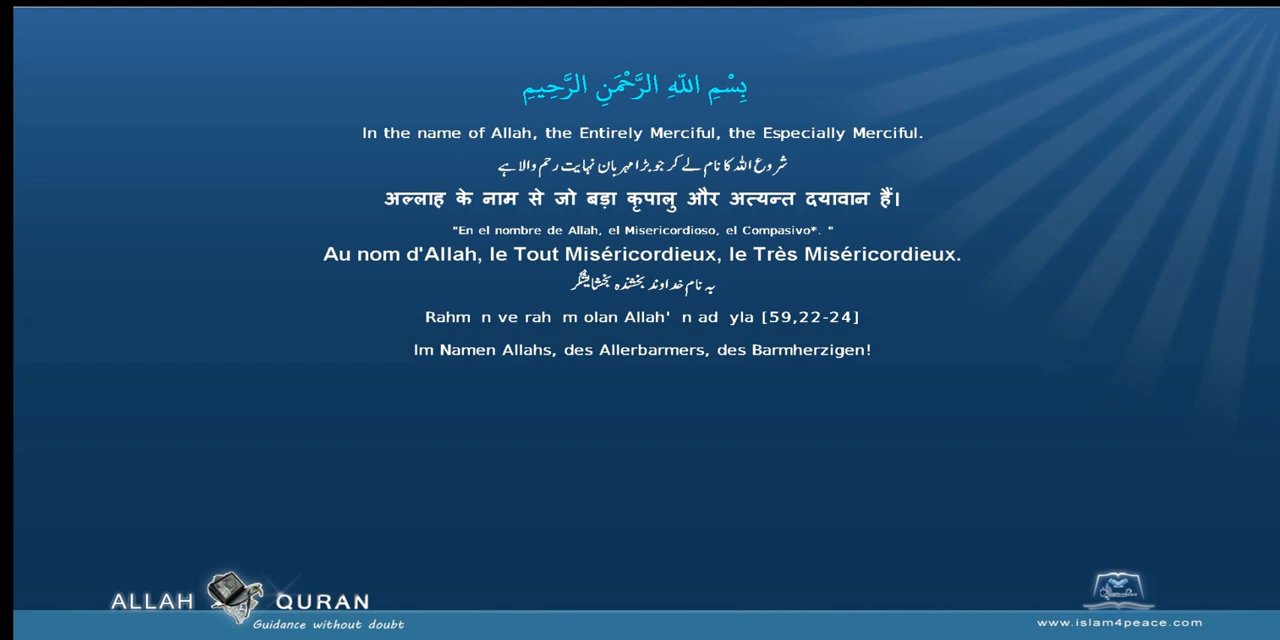 بِسْمِ اللّٰهِ الرَّحْمَنِ الرَّحِيمِ
In the name of Allah, the Entirely Merciful, the Especially Merciful.
شروع اللہ کا نام لے کر جو بڑا مہربان نہایت رحم والا ہے
अल्लाह के नाम से जो बड़ा कृपालु और अत्यन्त दयावान हैं।
"En el nombre de Allah, el Misericordioso, el Compasivo*. "
Au nom d'Allah, le Tout Miséricordieux, le Très Miséricordieux.
به نام خداوند بخشنده بخشایشگر
Rahm n ve rah m olan Allah' n ad yla [59,22-24]
Im Namen Allahs, des Allerbarmers, des Barmherzigen!
ALLAH QURAN
Guidance without doubt
www.islam4peace.com